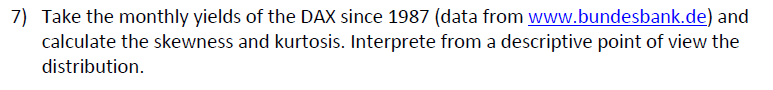 7) Take the monthly yields of the DAX since 1987 (data from www.bundesbank.de) and
calculate the skewness and kurtosis. Interprete from a descriptive point of view the
distribution.